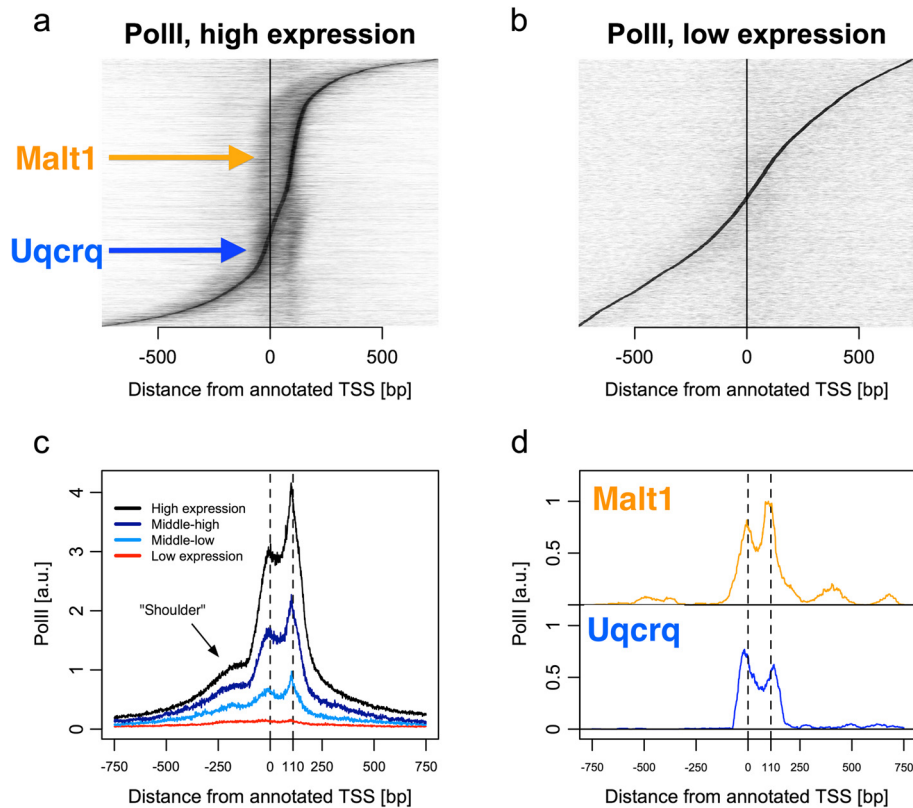 a
PolII, high expression
Malt1
Uqcrq
-500 0 500
Distance from annotated TSS [bp]
b
PolII, low expression
-500 0 500
Distance from annotated TSS [bp]
c
PolII [a.u.]
4
3
2
1
0
High expression
Middle-high
Middle-low
Low expression
"Shoulder"
-750 -500 -250 0 110 250 500 750
Distance from annotated TSS [bp]
d
PolII [a.u.]
Malt1
1
0.5
Uqcrq
1
0.5
0
-750 -500 -250 0 110 250 500 750
Distance from annotated TSS [bp]